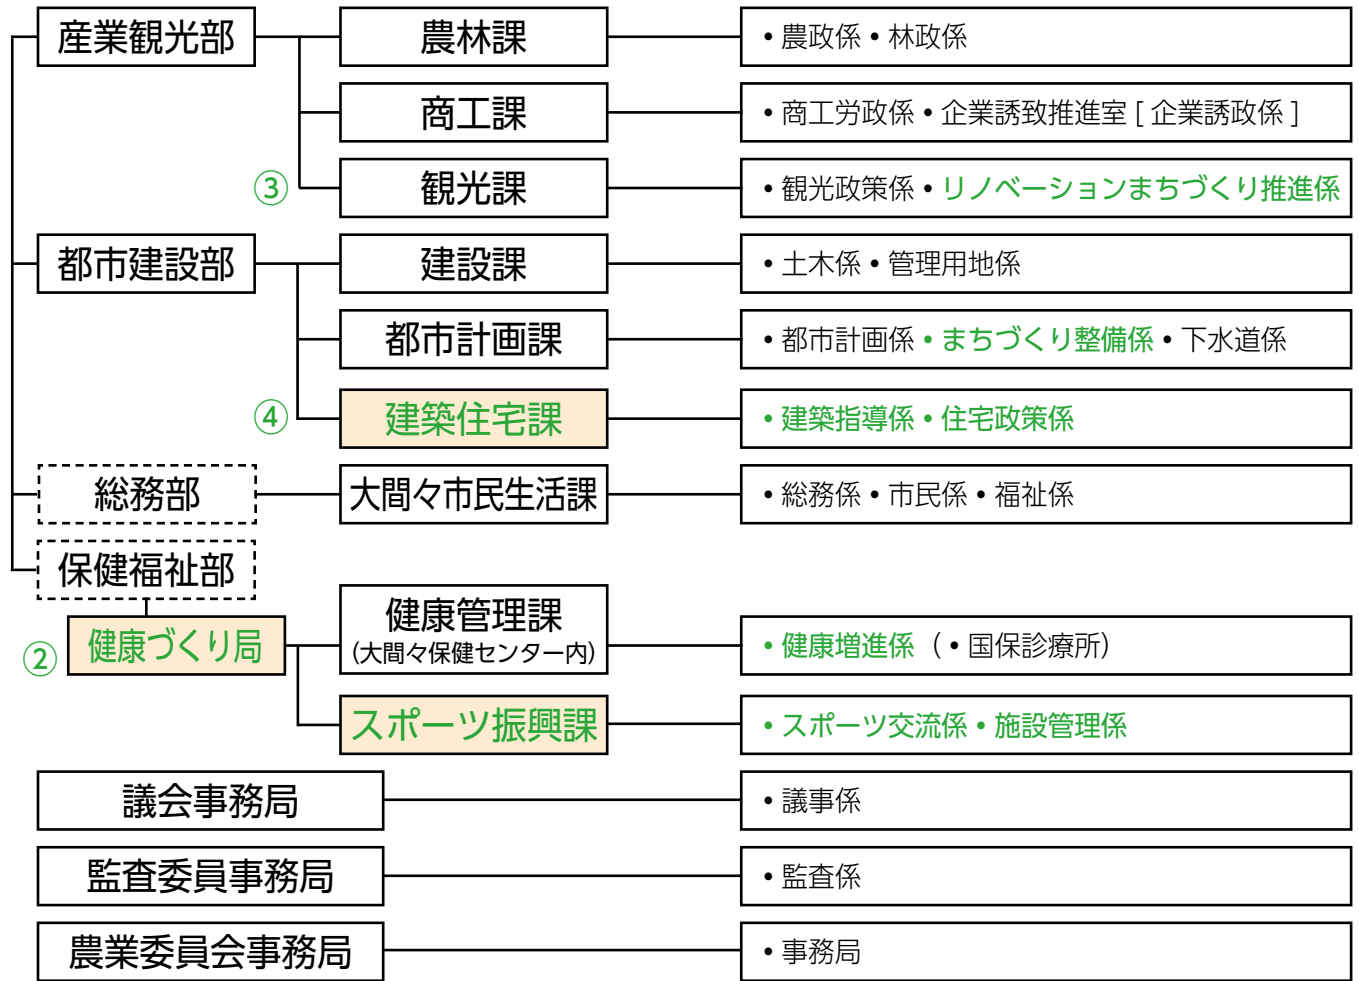 産業観光部 農林課 •農政係•林政係
商工課 •商工労政係•企業誘致推進室 [ 企業誘政係 ]
③ 観光課 •観光政策係•リノベーションまちづくり推進係
都市建設部 建設課 •土木係•管理用地係
都市計画課 •都市計画係•まちづくり整備係•下水道係
④ 建築住宅課 •建築指導係•住宅政策係
総務部 大間々市民生活課 •総務係•市民係•福祉係
保健福祉部
② 健康づくり局 健康管理課 •健康増進係（•国保診療所）
（大間々保健センター内）
スポーツ振興課 •スポーツ交流係•施設管理係
議会事務局 •議事係
監査委員事務局 •監査係
農業委員会事務局 •事務局